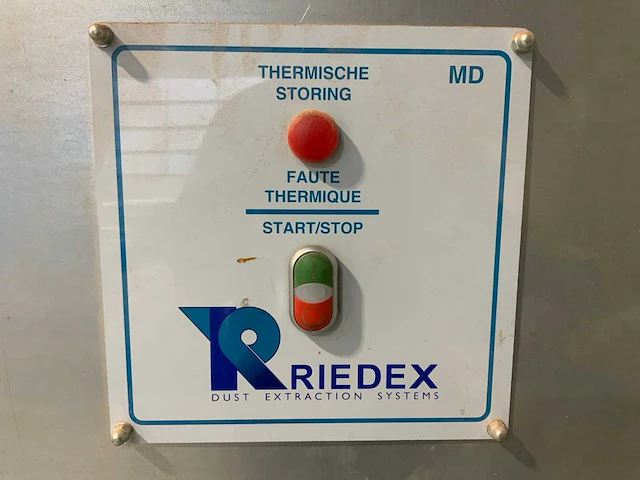 THERMISCHE
STORING
MD
FAUTE
THERMIQUE
START/STOP
RIEDEX
DUST EXTRACTION SYSTEMS